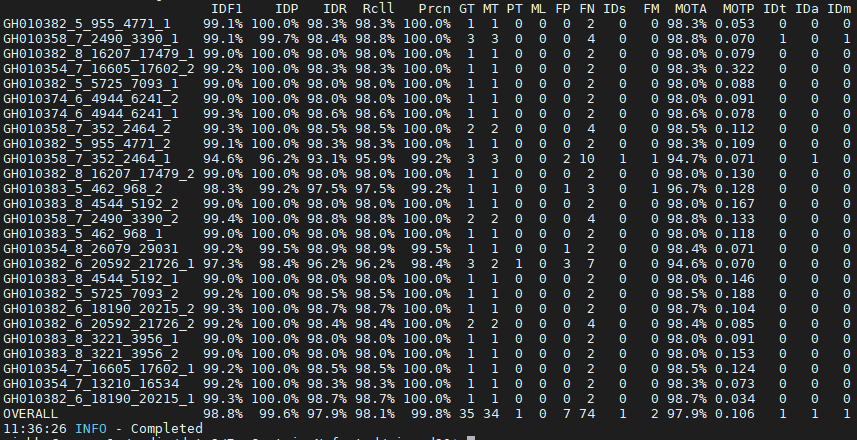 IDF1 IDP IDR Rcll Prcn GT MT PT ML FP FN IDs FM MOTA MOTP IDt IDa IDm
GH010382_5_955_4771_1 99.1% 100.0% 98.3% 98.3% 100.0% 1 1 0 0 0 2 0 0 98.3% 0.053 0 0 0
GH010358_7_2490_3390_1 99.1% 99.7% 98.4% 98.8% 100.0% 3 3 0 0 0 4 0 0 98.8% 0.070 1 0 1
GH010382_8_16207_17479_1 99.0% 100.0% 98.0% 98.0% 100.0% 1 1 0 0 0 2 0 0 98.0% 0.079 0 0 0
GH010354_7_16605_17602_2 99.2% 100.0% 98.3% 98.3% 100.0% 1 1 0 0 0 2 0 0 98.3% 0.322 0 0 0
GH010382_5_5725_7093_1 99.0% 100.0% 98.0% 98.0% 100.0% 1 1 0 0 0 2 0 0 98.0% 0.088 0 0 0
GH010374_6_4944_6241_2 99.0% 100.0% 98.0% 98.0% 100.0% 1 1 0 0 0 2 0 0 98.0% 0.091 0 0 0
GH010374_6_4944_6241_1 99.3% 100.0% 98.6% 98.6% 100.0% 1 1 0 0 0 2 0 0 98.6% 0.078 0 0 0
GH010358_7_352_2464_2 99.3% 100.0% 98.5% 98.5% 100.0% 2 2 0 0 0 4 0 0 98.5% 0.112 0 0 0
GH010382_5_955_4771_2 99.1% 100.0% 98.3% 98.3% 100.0% 1 1 0 0 0 2 0 0 98.3% 0.109 0 0 0
GH010358_7_352_2464_1 94.6% 96.2% 93.1% 95.9% 99.2% 3 3 0 0 2 10 1 1 94.7% 0.071 0 1 0
GH010382_8_16207_17479_2 99.0% 100.0% 98.0% 98.0% 100.0% 1 1 0 0 0 2 0 0 98.0% 0.130 0 0 0
GH010383_5_462_968_2 98.3% 99.2% 97.5% 97.5% 99.2% 1 1 0 0 1 3 0 1 96.7% 0.128 0 0 0
GH010383_8_4544_5192_2 99.0% 100.0% 98.0% 98.0% 100.0% 1 1 0 0 0 2 0 0 98.0% 0.167 0 0 0
GH010358_7_2490_3390_2 99.4% 100.0% 98.8% 98.8% 100.0% 2 2 0 0 0 4 0 0 98.8% 0.133 0 0 0
GH010383_5_462_968_1 99.0% 100.0% 98.0% 98.0% 100.0% 1 1 0 0 0 2 0 0 98.0% 0.118 0 0 0
GH010354_8_26079_29031 99.2% 99.5% 98.9% 98.9% 99.5% 1 1 0 0 1 2 0 0 98.4% 0.071 0 0 0
GH010382_6_20592_21726_1 97.3% 98.4% 96.2% 96.2% 98.4% 3 2 1 0 3 7 0 0 94.6% 0.070 0 0 0
GH010383_8_4544_5192_1 99.0% 100.0% 98.0% 98.0% 100.0% 1 1 0 0 0 2 0 0 98.0% 0.146 0 0 0
GH010382_5_5725_7093_2 99.2% 100.0% 98.5% 98.5% 100.0% 1 1 0 0 0 2 0 0 98.5% 0.188 0 0 0
GH010382_6_18190_20215_2 99.3% 100.0% 98.7% 98.7% 100.0% 1 1 0 0 0 2 0 0 98.7% 0.104 0 0 0
GH010382_6_20592_21726_2 99.2% 100.0% 98.4% 98.4% 100.0% 2 2 0 0 0 4 0 0 98.4% 0.085 0 0 0
GH010383_8_3221_3956_1 99.0% 100.0% 98.0% 98.0% 100.0% 1 1 0 0 0 2 0 0 98.0% 0.091 0 0 0
GH010383_8_3221_3956_2 99.0% 100.0% 98.0% 98.0% 100.0% 1 1 0 0 0 2 0 0 98.0% 0.153 0 0 0
GH010354_7_16605_17602_1 99.2% 100.0% 98.5% 98.5% 100.0% 1 1 0 0 0 2 0 0 98.5% 0.124 0 0 0
GH010354_7_13210_16534 99.2% 100.0% 98.3% 98.3% 100.0% 1 1 0 0 0 2 0 0 98.3% 0.073 0 0 0
GH010382_6_18190_20215_1 99.3% 100.0% 98.7% 98.7% 100.0% 1 1 0 0 0 2 0 0 98.7% 0.034 0 0 0
OVERALL 98.8% 99.6% 97.9% 98.1% 99.8% 35 34 1 0 7 74 1 2 97.9% 0.106 1 1 1
11:36:26 INFO - Completed